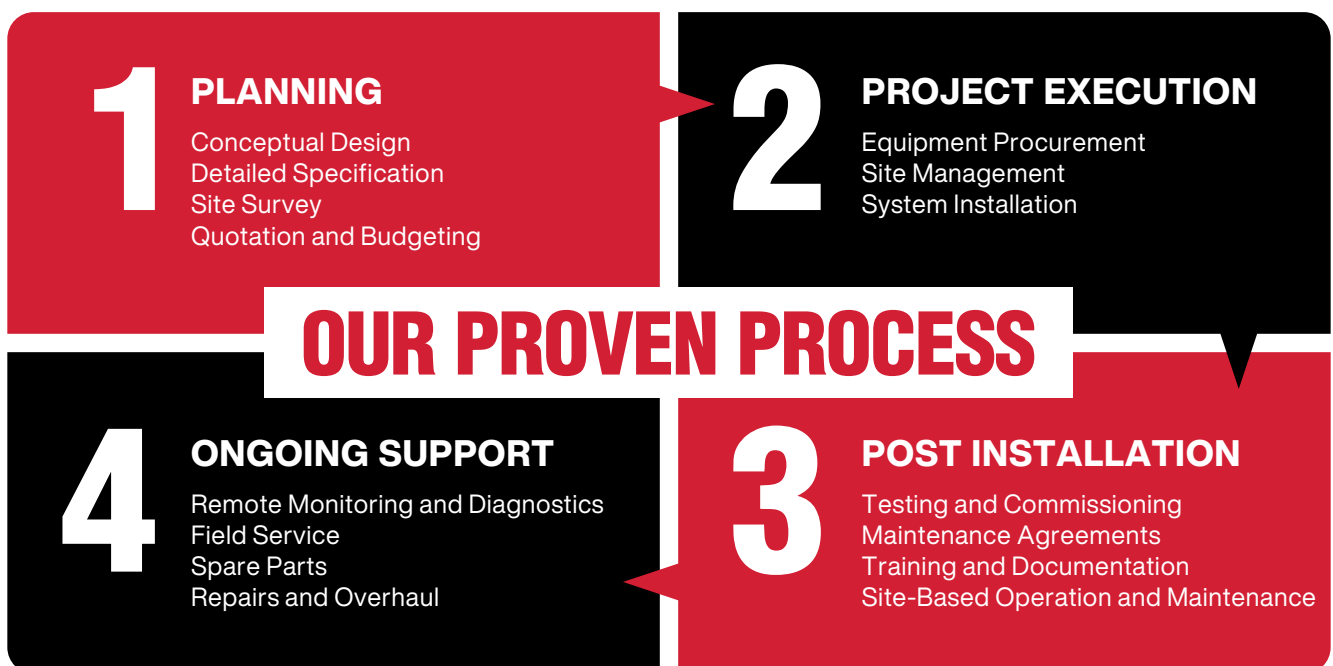 1
PLANNING
Conceptual Design
Detailed Specification
Site Survey
Quotation and Budgeting
2
PROJECT EXECUTION
Equipment Procurement
Site Management
System Installation
OUR PROVEN PROCESS
3
POST INSTALLATION
Testing and Commissioning
Maintenance Agreements
Training and Documentation
Site-Based Operation and Maintenance
4
ONGOING SUPPORT
Remote Monitoring and Diagnostics
Field Service
Spare Parts
Repairs and Overhaul